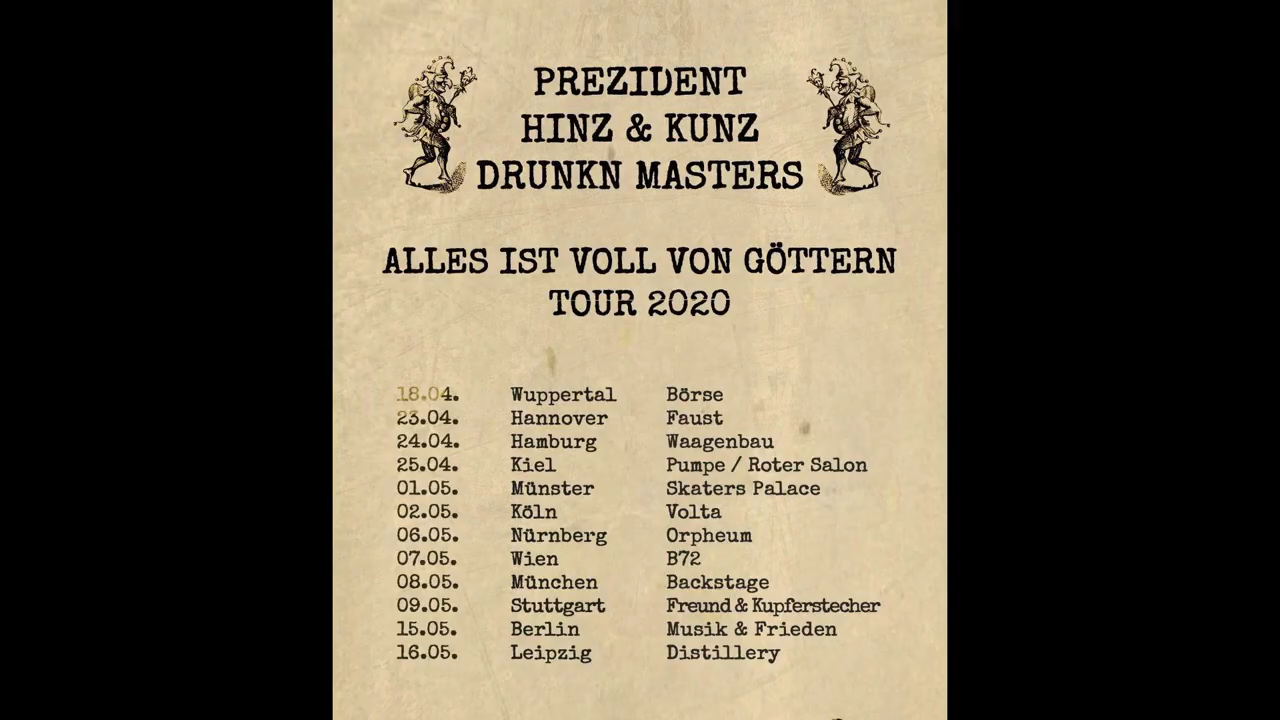 PREZIDENT
HINZ & KUNZ
DRUNKN MASTERS
ALLES IST VOLL VON GÖTTERN
TOUR 2020
18.04. Wuppertal Börse
23.04. Hannover Faust
24.04. Hamburg Waagenbau
25.04. Kiel Pumpe / Roter Salon
01.05. Münster Skaters Palace
02.05. Köln Volta
06.05. Nürnberg Orpheum
07.05. Wien B72
08.05. München Backstage
09.05. Stuttgart Freund & Kupferstecher
15.05. Berlin Musik & Frieden
16.05. Leipzig Distillery